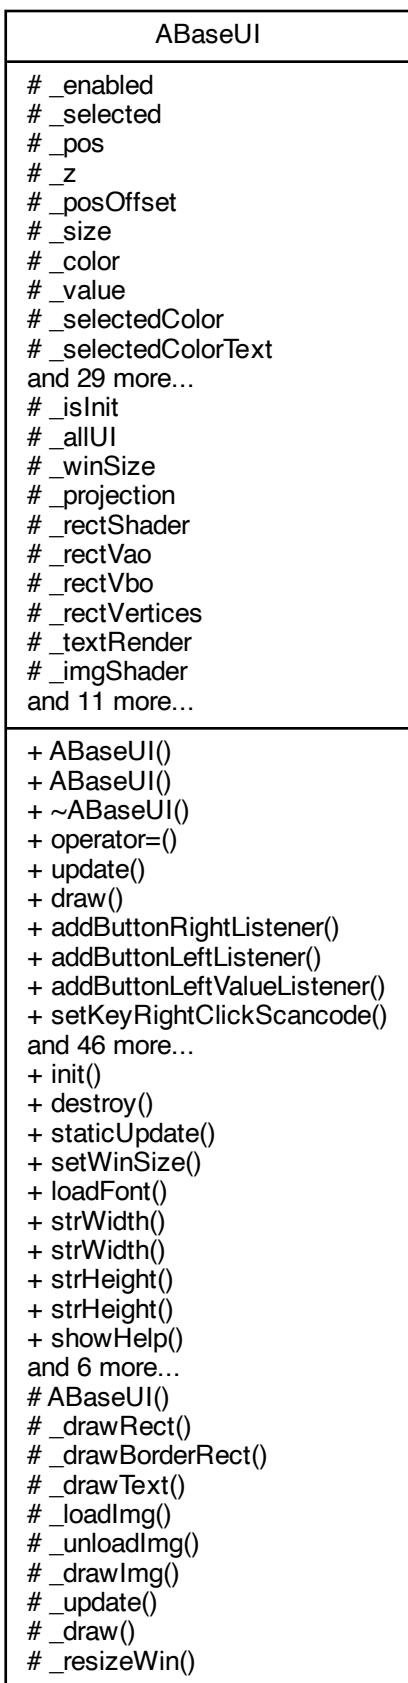 ABaseUI
# _enabled
# _selected
# _pos
# _z
# _posOffset
# _size
# _color
# _value
# _selectedColor
# _selectedColorText
and 29 more...
# _isInit
# _allUI
# _winSize
# _projection
# _rectShader
# _rectVao
# _rectVbo
# _rectVertices
# _textRender
# _imgShader
and 11 more...
+ ABaseUI()
+ ABaseUI()
+ ~ABaseUI()
+ operator=()
+ update()
+ draw()
+ addButtonRightListener()
+ addButtonLeftListener()
+ addButtonLeftValueListener()
+ setKeyRightClickScancode()
and 46 more...
+ init()
+ destroy()
+ staticUpdate()
+ setWinSize()
+ loadFont()
+ strWidth()
+ strWidth()
+ strHeight()
+ strHeight()
+ showHelp()
and 6 more...
# ABaseUI()
# _drawRect()
# _drawBorderRect()
# _drawText()
# _loadImg()
# _unloadImg()
# _drawImg()
# _update()
# _draw()
# _resizeWin()